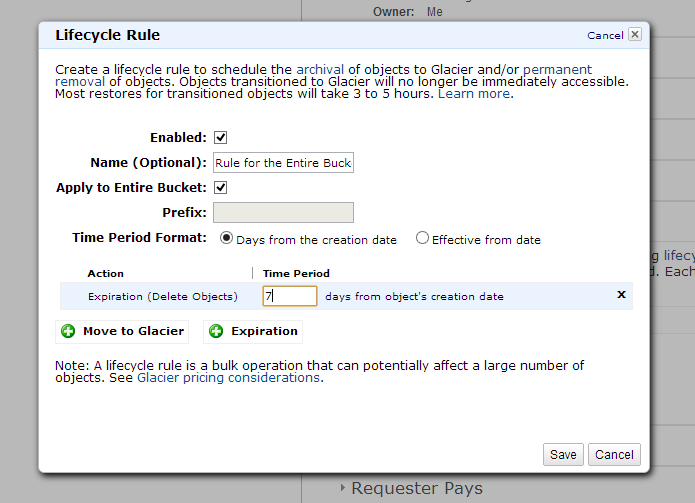 Owner: Me
Lifecycle Rule
Cancel
Create a lifecycle rule to schedule the archival of objects to Glacier and/or permanent
removal of objects. Objects transitioned to Glacier will no longer be immediately accessible.
Most restores for transitioned objects will take 3 to 5 hours. Learn more.
Enabled:
Name (Optional): Rule for the Entire Buck
Apply to Entire Bucket:
Prefix:
Time Period Format: Days from the creation date Effective from date
Action Time Period
Expiration (Delete Objects) 7 days from object's creation date x
Move to Glacier Expiration
Note: A lifecycle rule is a bulk operation that can potentially affect a large number of
objects. See Glacier pricing considerations.
g lifecy
d. Each
Save Cancel
Requester Pays